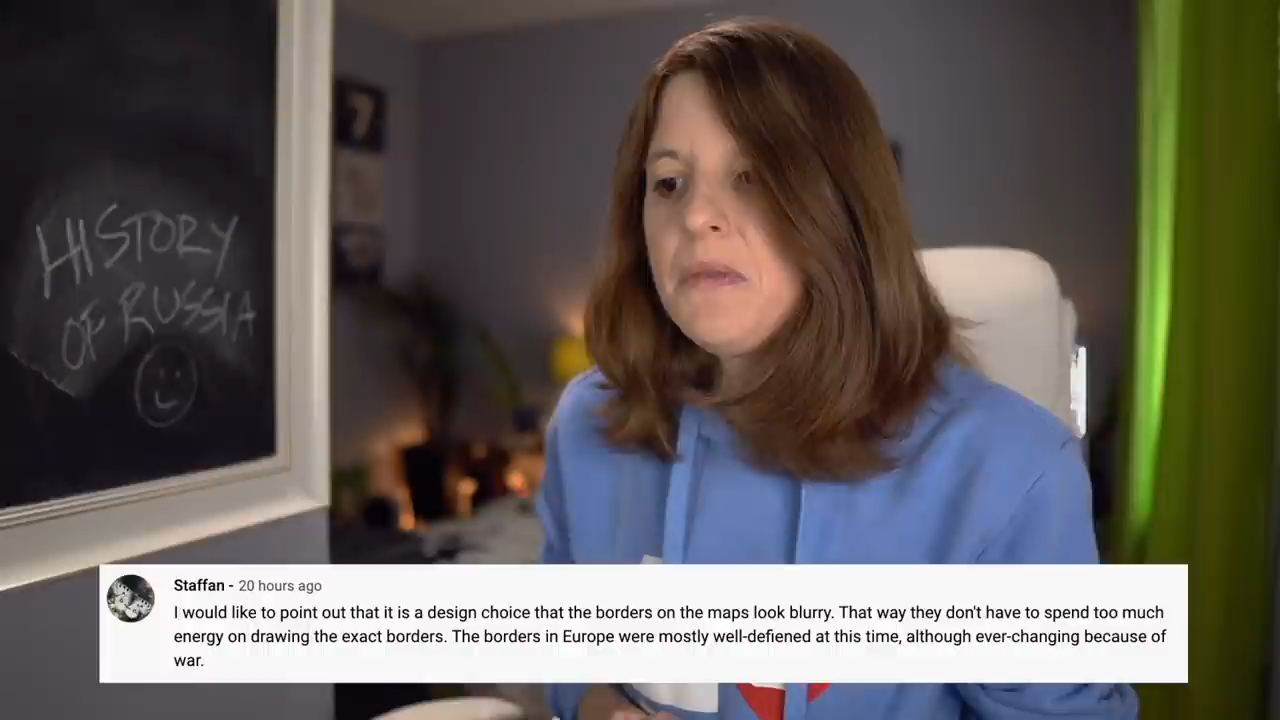 HISTORY
OF RUSSIA
Staffan - 20 hours ago
I would like to point out that it is a design choice that the borders on the maps look blurry. That way they don't have to spend too much
energy on drawing the exact borders. The borders in Europe were mostly well-defiened at this time, although ever-changing because of
war.